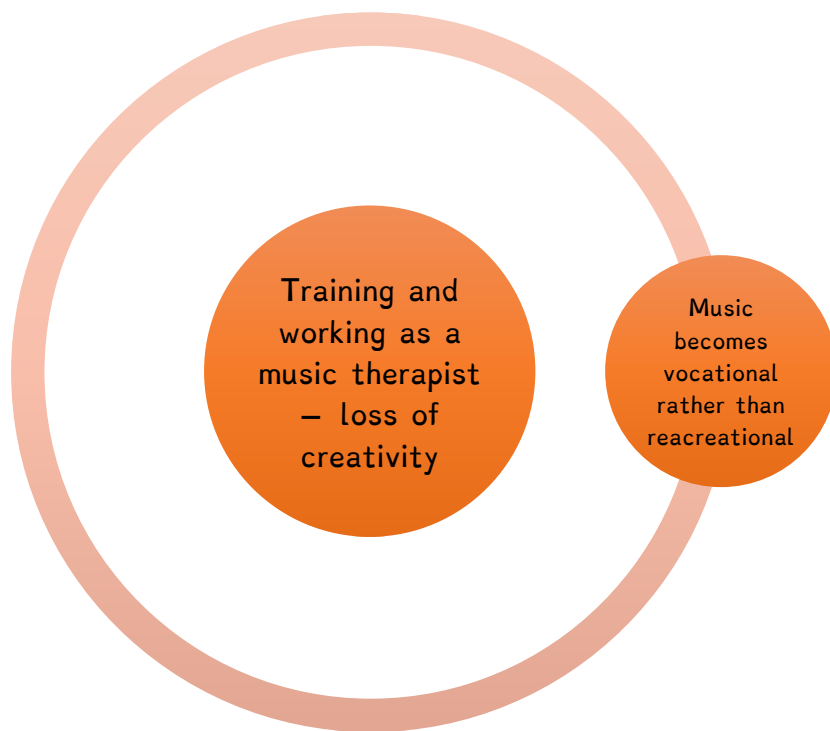 Training and
working as a
music therapist
– loss of
creativity
Music
becomes
vocational
rather than
reacreational